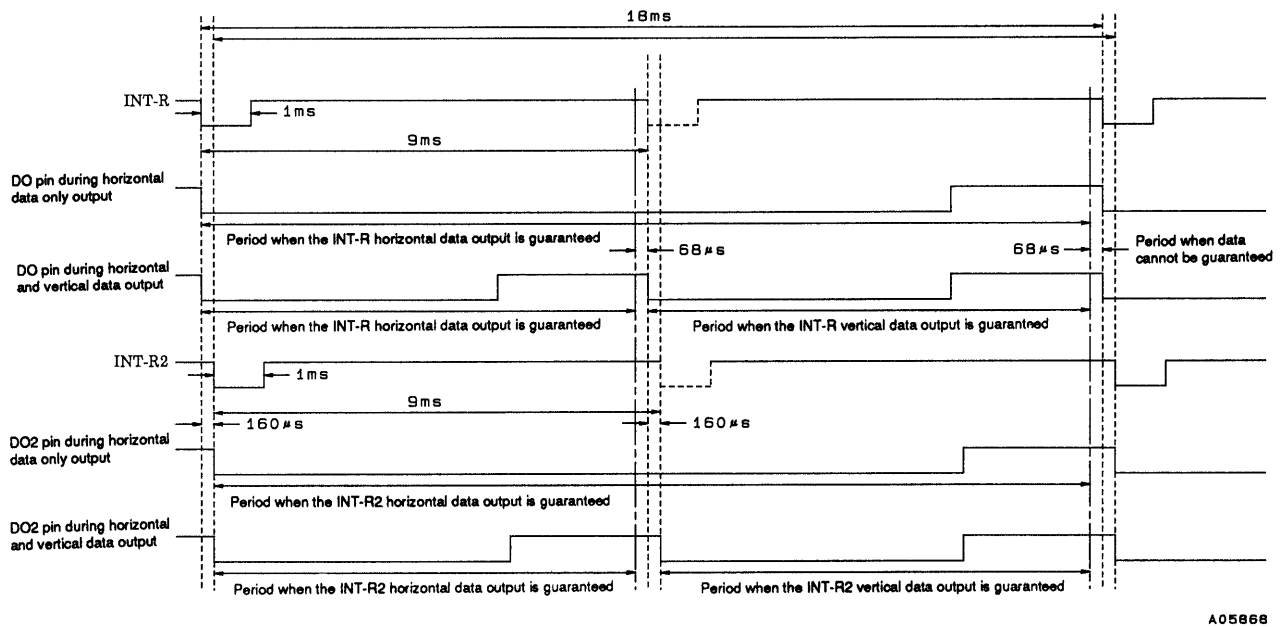 18ms
INT-R
1ms
9ms
DO pin during horizontal
data only output
Period when the INT-R horizontal data output is guaranteed
68μs
68μs
Period when data
cannot be guaranteed
DO pin during horizontal
and vertical data output
Period when the INT-R horizontal data output is guaranteed
Period when the INT-R vertical data output is guarantned
INT-R2
1ms
9ms
160μs
160μs
DO2 pin during horizontal
data only output
Period when the INT-R2 horizontal data output is guaranteed
DO2 pin during horizontal
and vertical data output
Period when the INT-R2 horizontal data output is guaranteed
Period when the INT-R2 vertical data output is guaranteed
A05868